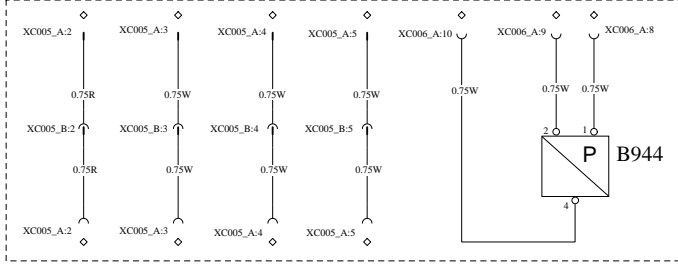 XC005_A:2 XC005_A:3 XC005_A:4 XC005_A:5 XC006_A:10 XC006_A:9 XC006_A:8
0.75R 0.75W 0.75W 0.75W 0.75W 0.75W 0.75W
XC005_B:2 XC005_B:3 XC005_B:4 XC005_B:5 2 1
P B944
0.75R 0.75W 0.75W 0.75W
4
XC005_A:2 XC005_A:3 XC005_A:4 XC005_A:5